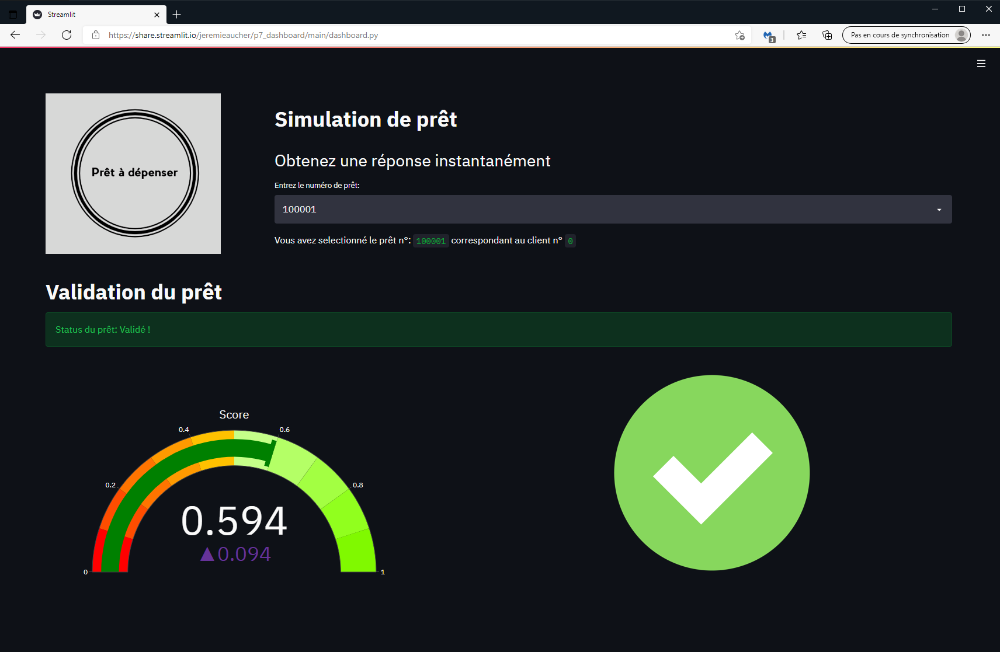 Streamlit
https://share.streamlit.io/jeremieaucher/p7_dashboard/main/dashboard.py
3
Pas en cours de synchronisation
Prêt à dépenser
Simulation de prêt
Obtenez une réponse instantanément
Entrez le numéro de prêt:
100001
Vous avez selectionné le prêt n°: 100001 correspondant au client n° 0
Validation du prêt
Status du prêt: Validé !
Score
0.4
0.6
0.2
0.8
0.594
▲0.094
0
1